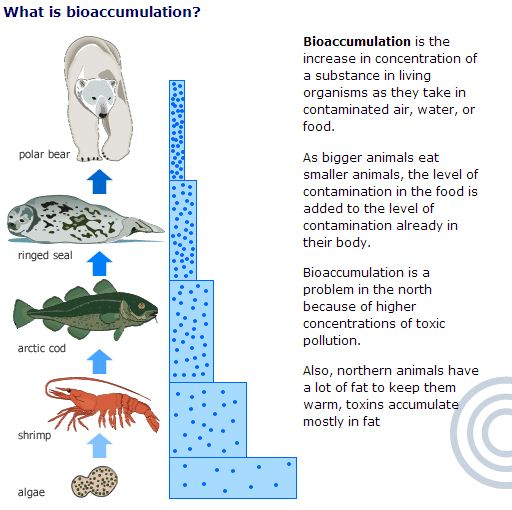 What is bioaccumulation?
polar bear
ringed seal
arctic cod
shrimp
algae
Bioaccumulation is the
increase in concentration of
a substance in living
organisms as they take in
contaminated air, water, or
food.
As bigger animals eat
smaller animals, the level of
contamination in the food is
added to the level of
contamination already in
their body.
Bioaccumulation is a
problem in the north
because of higher
concentrations of toxic
pollution.
Also, northern animals have
a lot of fat to keep them
warm, toxins accumulate
mostly in fat